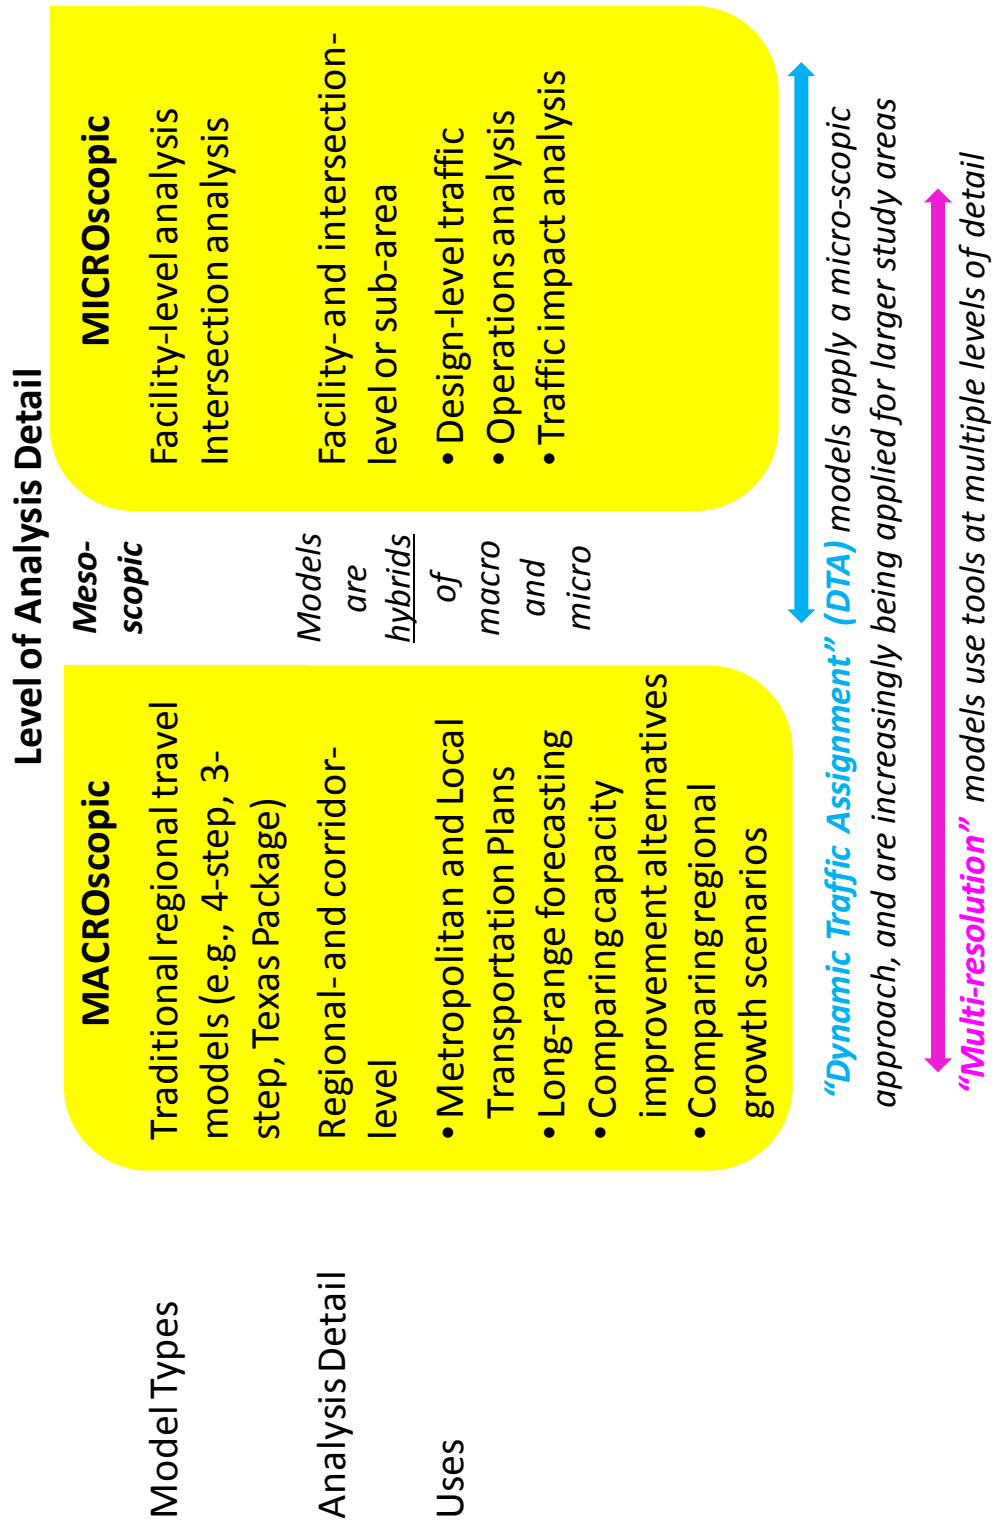 Level of Analysis Detail
MACROscopic
Meso-
scopic
MICROscopic
Model Types
Traditional regional travel
models (e.g., 4-step, 3-
step, Texas Package)
Facility-level analysis
Intersection analysis
Analysis Detail
Regional- and corridor-
level
Models
are
hybrids
of
macro
and
micro
Facility- and intersection-
level or sub-area
Uses
• Metropolitan and Local
Transportation Plans
• Long-range forecasting
• Comparing capacity
improvement alternatives
• Comparing regional
growth scenarios
• Design-level traffic
• Operations analysis
• Traffic impact analysis
“Dynamic Traffic Assignment” (DTA) models apply a micro-scopic
approach, and are increasingly being applied for larger study areas
“Multi-resolution” models use tools at multiple levels of detail